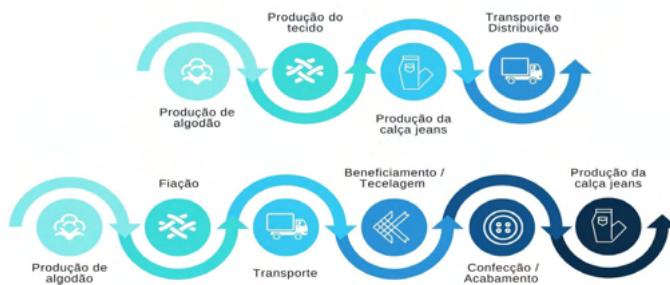 Produção do
tecido
Transporte e
Distribuição
Produção de
algodão
Produção da
calça jeans
Fiação
Beneficiamento /
Tecelagem
Produção da
calça jeans
Produção de
algodão
Transporte
Confecção /
Acabamento